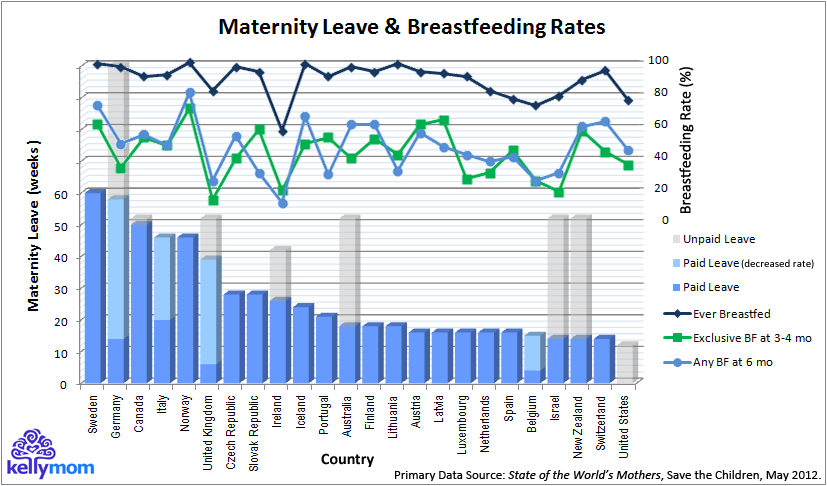 Maternity Leave & Breastfeeding Rates
Maternity Leave (weeks)
60
50
40
30
20
10
0
100
80
60
40
20
0
Breastfeeding Rate (%)
Unpaid Leave
Paid Leave (decreased rate)
Paid Leave
Ever Breastfed
Exclusive BF at 3-4 mo
Any BF at 6 mo
Sweden
Germany
Canada
Italy
Norway
United Kingdom
Czech Republic
Slovak Republic
Ireland
Iceland
Portugal
Australia
Finland
Lithuania
Austria
Latvia
Luxembourg
Netherlands
Spain
Belgium
Israel
New Zealand
Switzerland
United States
Country
kellymom
Primary Data Source: State of the World's Mothers, Save the Children, May 2012.